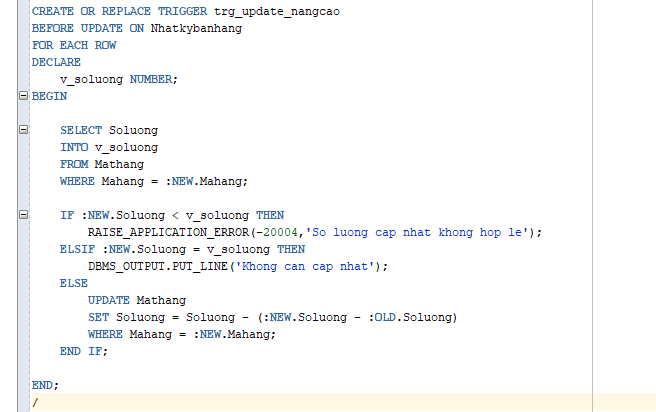 CREATE OR REPLACE TRIGGER trg_update_nangcao
BEFORE UPDATE ON Nhatkybanhang
FOR EACH ROW
DECLARE
    v_soluong NUMBER;
BEGIN

    SELECT Soluong
    INTO v_soluong
    FROM Mathang
    WHERE Mahang = :NEW.Mahang;

    IF :NEW.Soluong < v_soluong THEN
        RAISE_APPLICATION_ERROR(-20004,'So luong cap nhat khong hop le');
    ELSIF :NEW.Soluong = v_soluong THEN
        DBMS_OUTPUT.PUT_LINE('Khong can cap nhat');
    ELSE
        UPDATE Mathang
        SET Soluong = Soluong - (:NEW.Soluong - :OLD.Soluong)
        WHERE Mahang = :NEW.Mahang;
    END IF;

END;
/